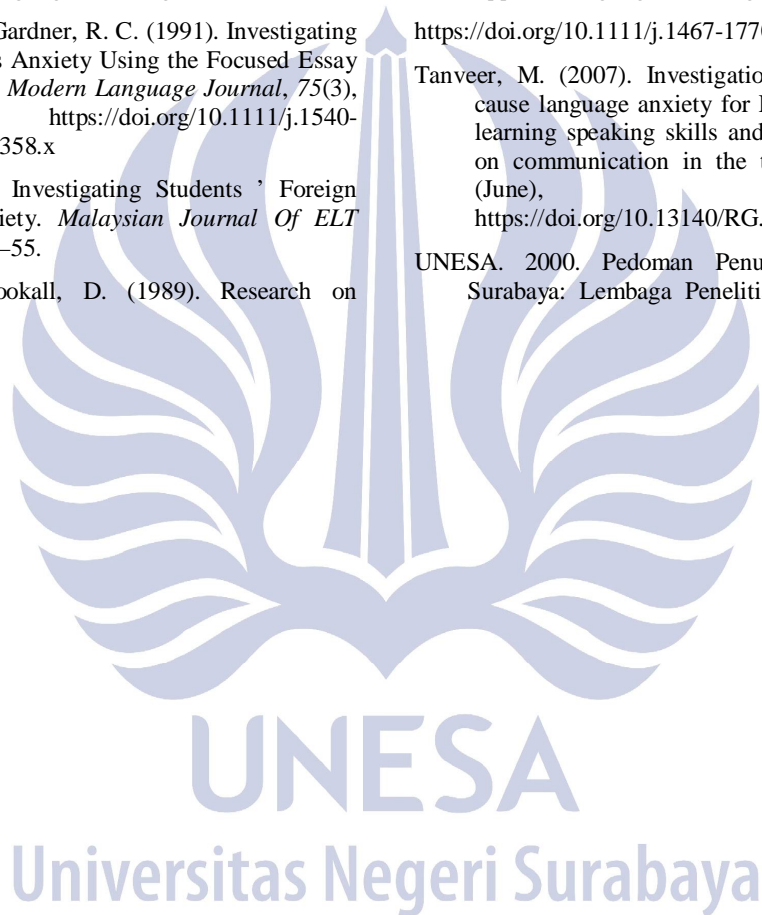 Gardner, R. C. (1991). Investigating
s Anxiety Using the Focused Essay
Modern Language Journal, 75(3),
https://doi.org/10.1111/j.1540-
358.x
Investigating Students ’ Foreign
iety. Malaysian Journal Of ELT
–55.
ookall, D. (1989). Research on
https://doi.org/10.1111/j.1467-1770
Tanveer, M. (2007). Investigatio
cause language anxiety for
learning speaking skills and
on communication in the t
(June),
https://doi.org/10.13140/RG.
UNESA. 2000. Pedoman Penu
Surabaya: Lembaga Peneliti
UNESA
Universitas Negeri Surabaya